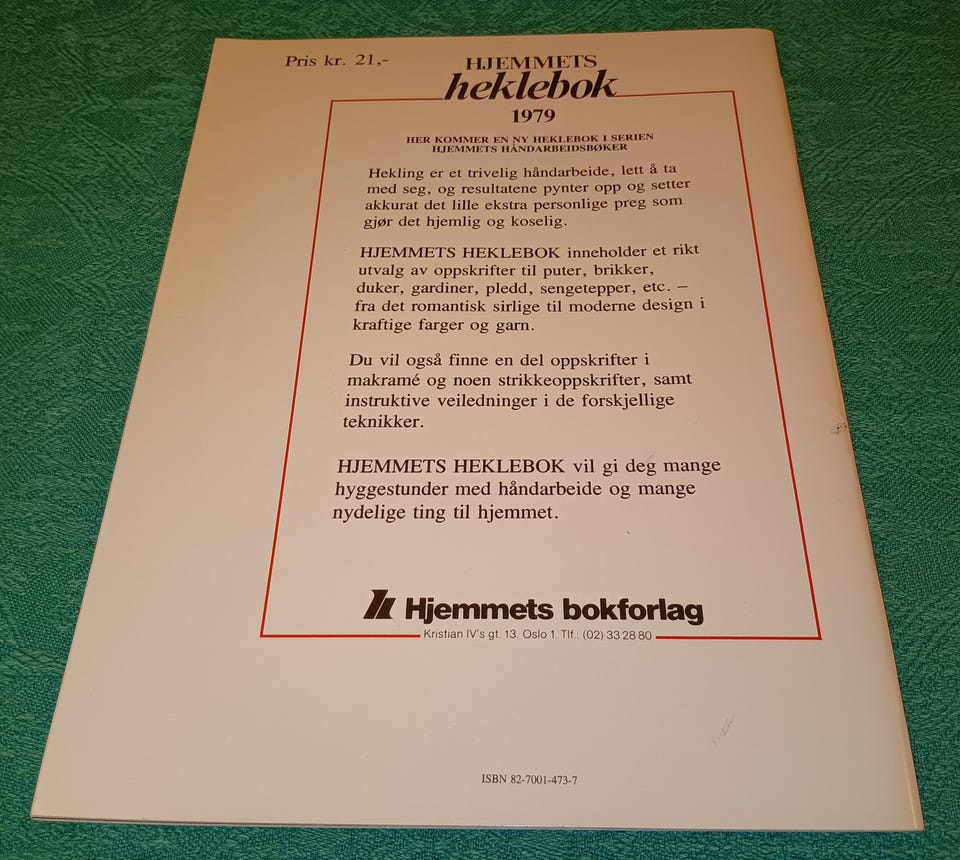 Pris kr. 21,-
HJEMMETS
heklebok
1979
HER KOMMER EN NY HEKLEBOK I SERIEN
HJEMMETS HÅNDARBEIDSBØKER
Hekling er et trivelig håndarbeide, lett å ta
med seg, og resultatene pynter opp og setter
akkurat det lille ekstra personlige preg som
gjør det hjemlig og koselig.
HJEMMETS HEKLEBOK inneholder et rikt
utvalg av oppskrifter til puter, brikker,
duker, gardiner, pledd, sengetepper, etc. –
fra det romantisk sirlige til moderne design i
kraftige farger og garn.
Du vil også finne en del oppskrifter i
makramé og noen strikkeoppskrifter, samt
instruktive veiledninger i de forskjellige
teknikker.
HJEMMETS HEKLEBOK vil gi deg mange
hyggestunder med håndarbeide og mange
nydelige ting til hjemmet.
Hjemmets bokforlag
Kristian IV's gt. 13. Oslo 1. Tlf.: (02) 33 28 80
ISBN 82-7001-473-7